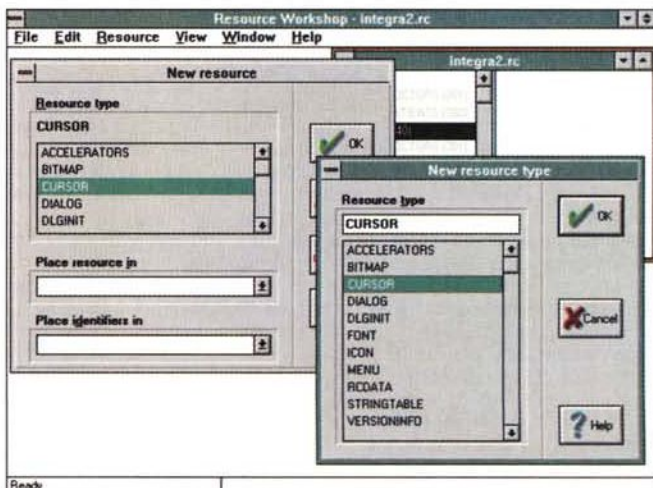 Resource Workshop - integra2.rc
File Edit Resource View Window Help
integra2.rc
New resource
Resource type
CURSOR
ACCELERATORS
BITMAP
CURSOR
DIALOG
DLGINIT
OK
Place resource in
Place identifiers in
New resource type
Resource type
CURSOR
ACCELERATORS
BITMAP
CURSOR
DIALOG
DLGINIT
FONT
ICON
MENU
RCDATA
STRINGTABLE
VERSIONINFO
OK
Cancel
Help
Ready